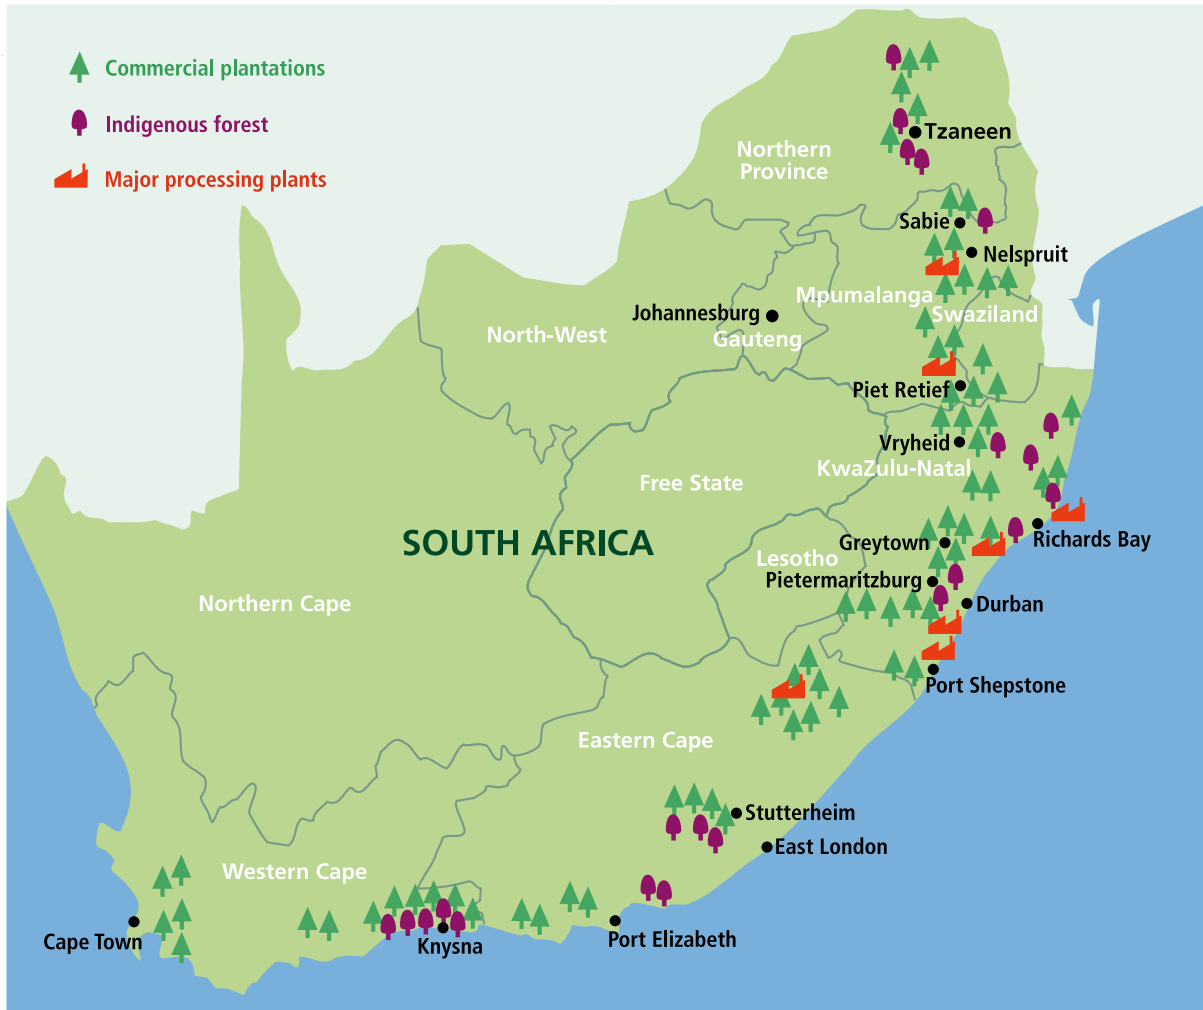 Commercial plantations
Indigenous forest
Major processing plants
Tzaneen
Northern
Province
Sabie
Nelspruit
Mpumalanga
Swaziland
Johannesburg
Gauteng
North-West
Piet Retief
Vryheid
KwaZulu-Natal
Free State
SOUTH AFRICA
Richards Bay
Greytown
Lesotho
Pietermaritzburg
Durban
Northern Cape
Port Shepstone
Eastern Cape
Stutterheim
East London
Western Cape
Port Elizabeth
Cape Town
Knysna